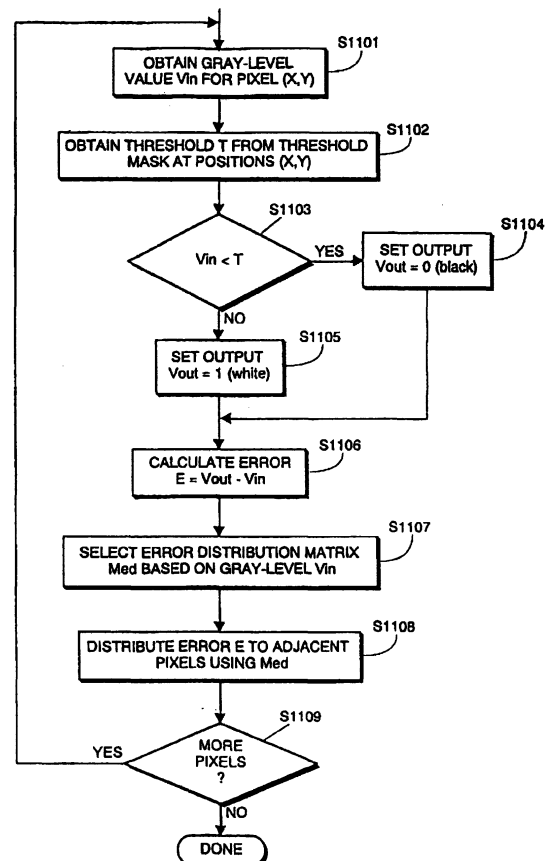 S1101
OBTAIN GRAY-LEVEL
VALUE Vin FOR PIXEL (X,Y)
S1102
OBTAIN THRESHOLD T FROM THRESHOLD
MASK AT POSITIONS (X,Y)
S1103
Vin < T
YES
S1104
SET OUTPUT
Vout = 0 (black)
NO
S1105
SET OUTPUT
Vout = 1 (white)
S1106
CALCULATE ERROR
E = Vout - Vin
S1107
SELECT ERROR DISTRIBUTION MATRIX
Med BASED ON GRAY-LEVEL Vin
S1108
DISTRIBUTE ERROR E TO ADJACENT
PIXELS USING Med
S1109
YES
MORE
PIXELS
?
NO
DONE